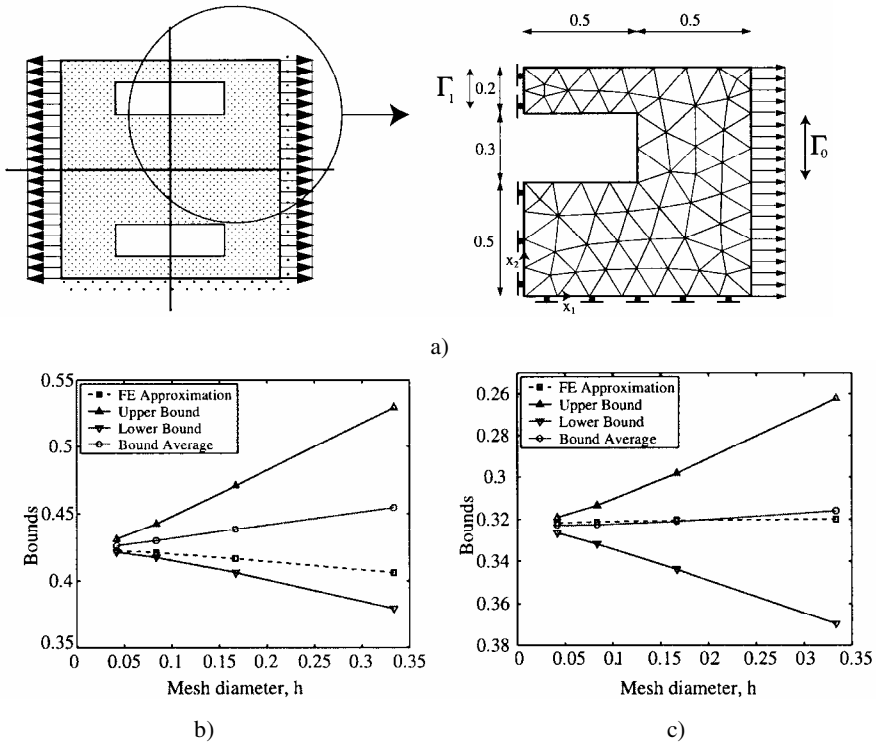 0.5 0.5
Γ₁ 0.2
0.3
Γ₀
0.5
x₂
x₁
a)
0.55
0.5
0.45
0.4
0.35
Bounds
FE Approximation
Upper Bound
Lower Bound
Bound Average
0 0.05 0.1 0.15 0.2 0.25 0.3 0.35
Mesh diameter, h
b)
0.26
0.28
0.3
0.32
0.34
0.36
0.38
Bounds
FE Approximation
Upper Bound
Lower Bound
Bound Average
0 0.05 0.1 0.15 0.2 0.25 0.3 0.35
Mesh diameter, h
c)